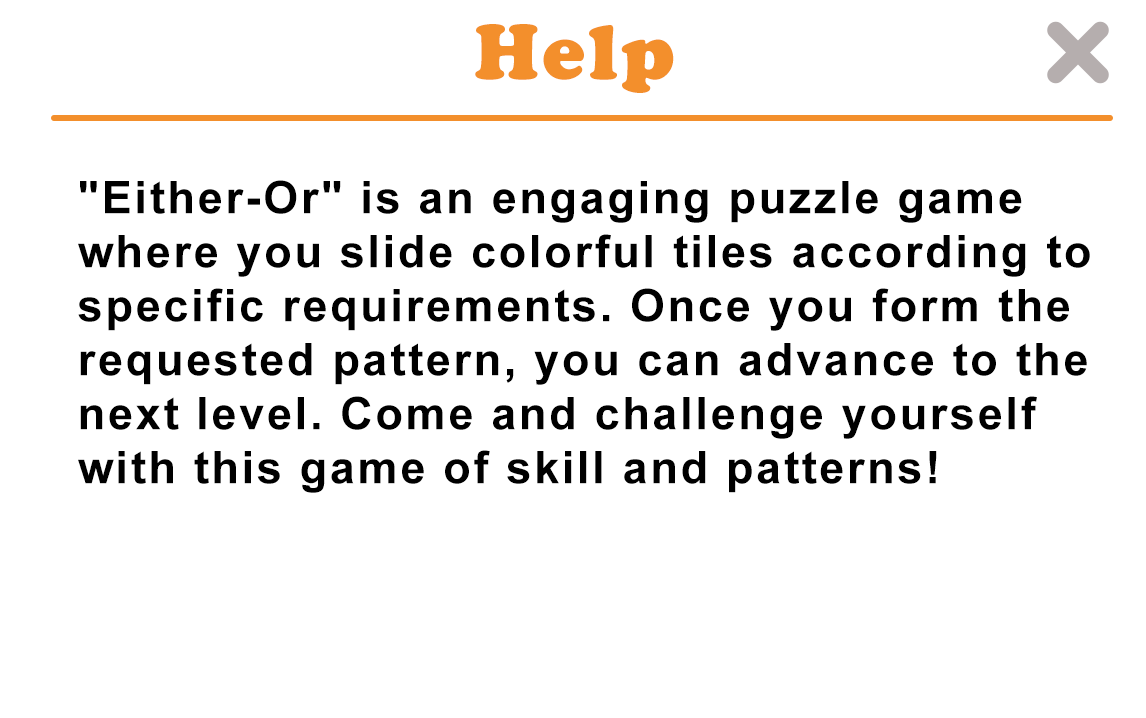 Help
"Either-Or" is an engaging puzzle game
where you slide colorful tiles according to
specific requirements. Once you form the
requested pattern, you can advance to the
next level. Come and challenge yourself
with this game of skill and patterns!